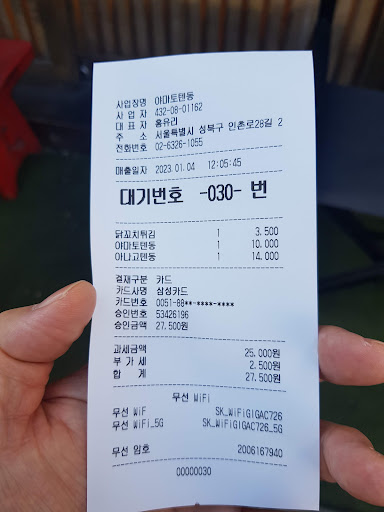 사업장명 야마토텐동
사 업 자 432-08-01162
대 표 자 홍유리
주 소 서울특별시 성북구 인촌로28길 2
전화번호 02-6326-1055
매출일자 2023.01.04 12:05:45
대기번호 -030- 번
닭꼬치튀김 1 3.500
야마토텐동 1 10.000
아나고텐동 1 14.000
결재구분 카드
카드사명 삼성카드
카드번호 0051-88**-****-****
승인번호 53426196
승인금액 27.500원
과세금액 25.000원
부 가 세 2.500원
합 계 27.500원
무선 WiFi
무선 WiF SK_WiFiGIGAC726
무선 WiFi_5G SK_WiFiGIGAC726_5G
무선 암호 2006167940
00000030